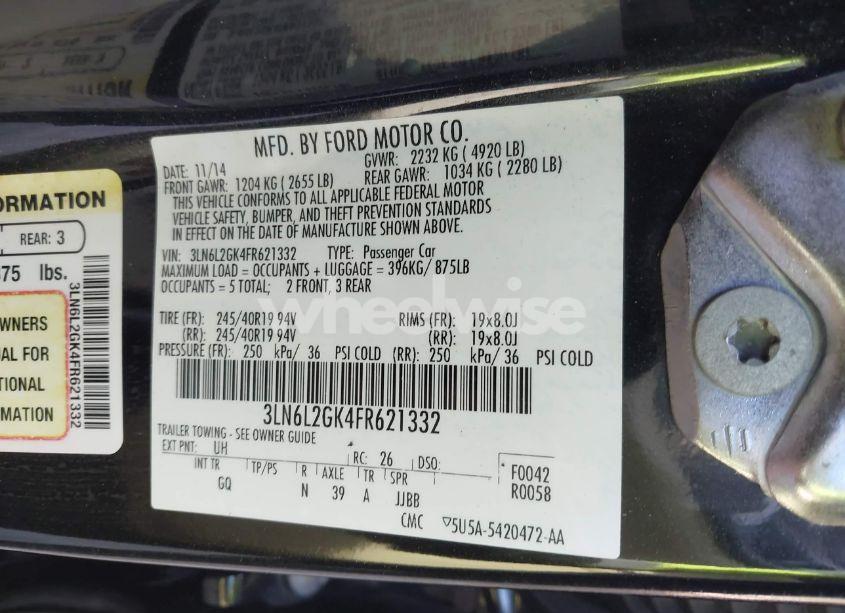 ORMATION
REAR: 3
875 lbs.
WNERS
UAL FOR
TIONAL
RMATION
3LN6L2GK4FR621332
MFD. BY FORD MOTOR CO.
DATE: 11/14 GVWR: 2232 KG ( 4920 LB)
FRONT GAWR: 1204 KG ( 2655 LB) REAR GAWR: 1034 KG ( 2280 LB)
THIS VEHICLE CONFORMS TO ALL APPLICABLE FEDERAL MOTOR
VEHICLE SAFETY, BUMPER, AND THEFT PREVENTION STANDARDS
IN EFFECT ON THE DATE OF MANUFACTURE SHOWN ABOVE.
VIN: 3LN6L2GK4FR621332 TYPE: Passenger Car
MAXIMUM LOAD = OCCUPANTS + LUGGAGE = 396KG/ 875LB
OCCUPANTS = 5 TOTAL; 2 FRONT, 3 REAR
wheelwise
TIRE (FR): 245/40R19 94V RIMS (FR): 19x8.0J
(RR): 245/40R19 94V (RR): 19x8.0J
PRESSURE (FR): 250 kPa/ 36 PSI COLD (RR): 250 kPa/ 36 PSI COLD
3LN6L2GK4FR621332
TRAILER TOWING - SEE OWNER GUIDE
EXT PNT: UH RC: 26 DSO:
INT TR TP/PS R AXLE TR SPR F0042
GQ N 39 A JJBB R0058
CMC 5U5A-5420472-AA